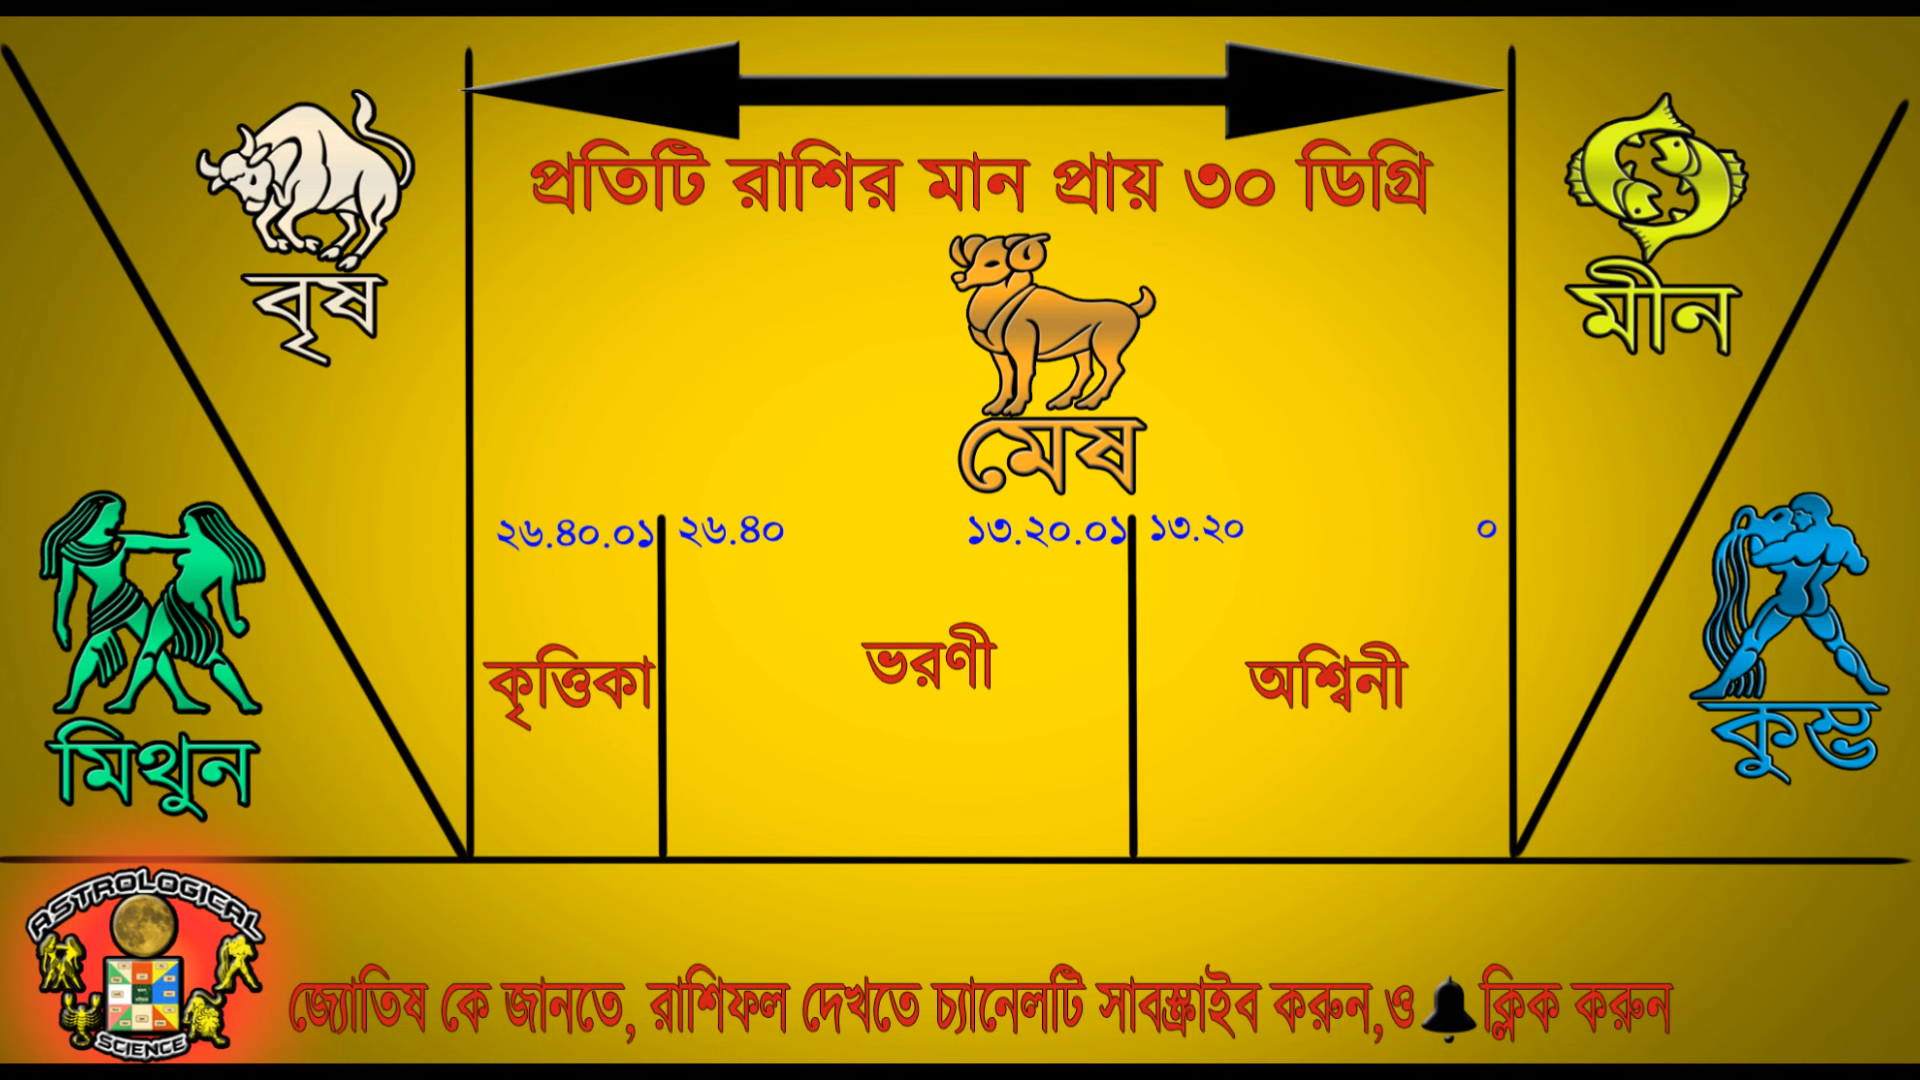 প্রতিটি রাশির মান প্রায় ৩০ ডিগ্রি
বৃষ
মীন
মেষ
২৬.৪০.০১ ২৬.৪০ ১৩.২০.০১ ১৩.২০ ০
কৃত্তিকা ভরণী অশ্বিনী
মিথুন
কুম্ভ
ASTROLOGICAL
SCIENCE
জ্যোতিষ কে জানতে, রাশিফল দেখতে চ্যানেলটি সাবস্ক্রাইব করুন,ও ক্লিক করুন